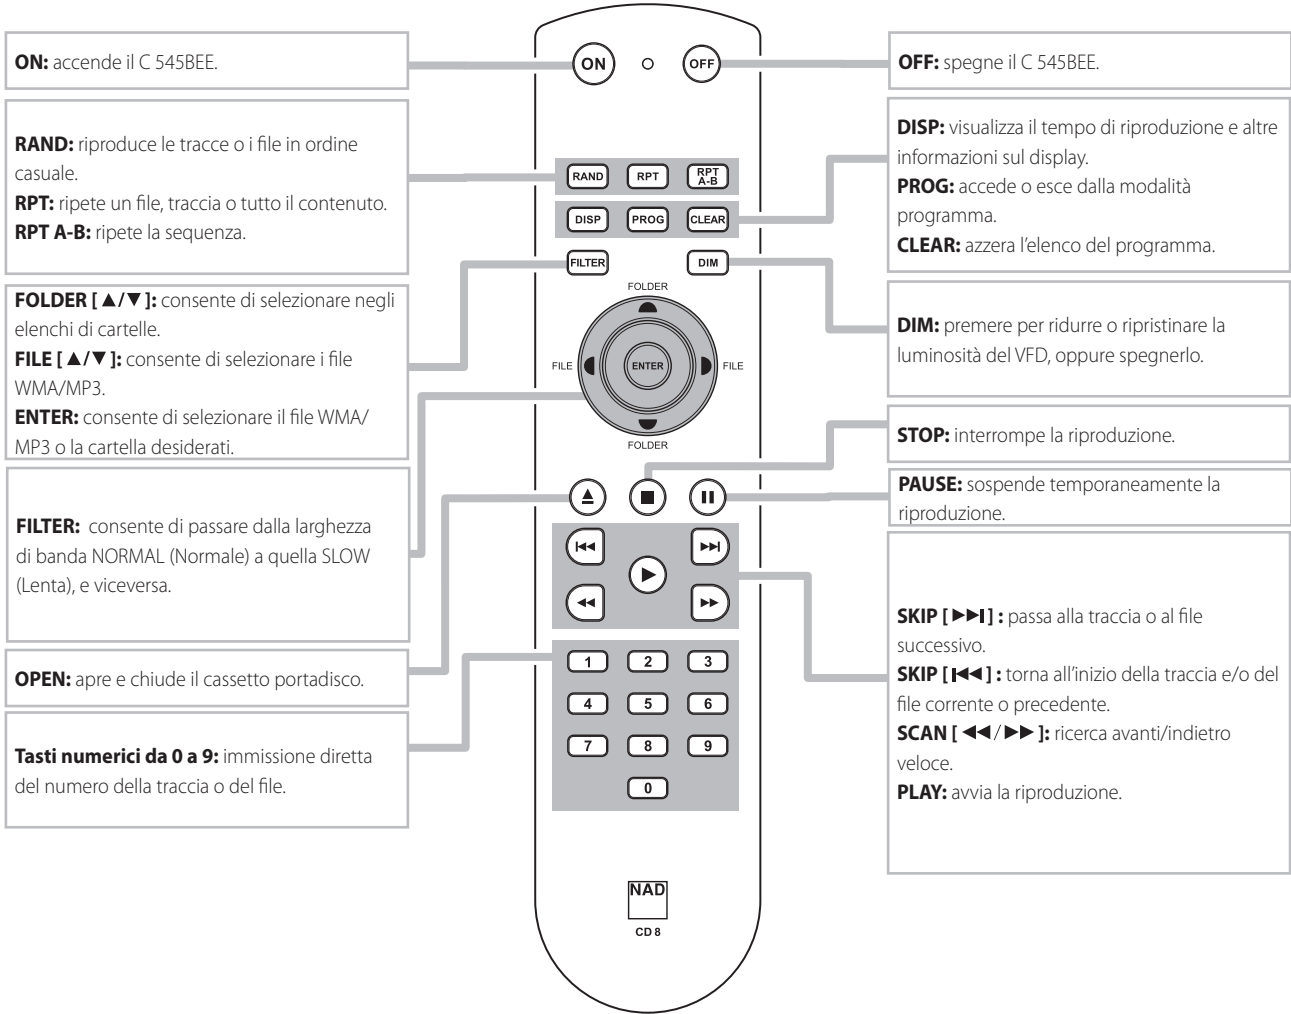 ON: accende il C 545BEE.
RAND: riproduce le tracce o i file in ordine
casuale.
RPT: ripete un file, traccia o tutto il contenuto.
RPT A-B: ripete la sequenza.
FOLDER [▲/▼]: consente di selezionare negli
elenchi di cartelle.
FILE [▲/▼]: consente di selezionare i file
WMA/MP3.
ENTER: consente di selezionare il file WMA/
MP3 o la cartella desiderati.
FILTER: consente di passare dalla larghezza
di banda NORMAL (Normale) a quella SLOW
(Lenta), e viceversa.
OPEN: apre e chiude il cassetto portadisco.
Tasti numerici da 0 a 9: immissione diretta
del numero della traccia o del file.
ON OFF
RAND RPT RPT
A-B
DISP PROG CLEAR
FILTER DIM
FOLDER
FILE ENTER FILE
FOLDER
1 2 3
4 5 6
7 8 9
0
NAD
CD 8
OFF: spegne il C 545BEE.
DISP: visualizza il tempo di riproduzione e altre
informazioni sul display.
PROG: accede o esce dalla modalità
programma.
CLEAR: azzera l'elenco del programma.
DIM: premere per ridurre o ripristinare la
luminosità del VFD, oppure spegnerlo.
STOP: interrompe la riproduzione.
PAUSE: sospende temporaneamente la
riproduzione.
SKIP [▶▶I] : passa alla traccia o al file
successivo.
SKIP [I◀◀] : torna all'inizio della traccia e/o del
file corrente o precedente.
SCAN [◀◀/▶▶]: ricerca avanti/indietro
veloce.
PLAY: avvia la riproduzione.